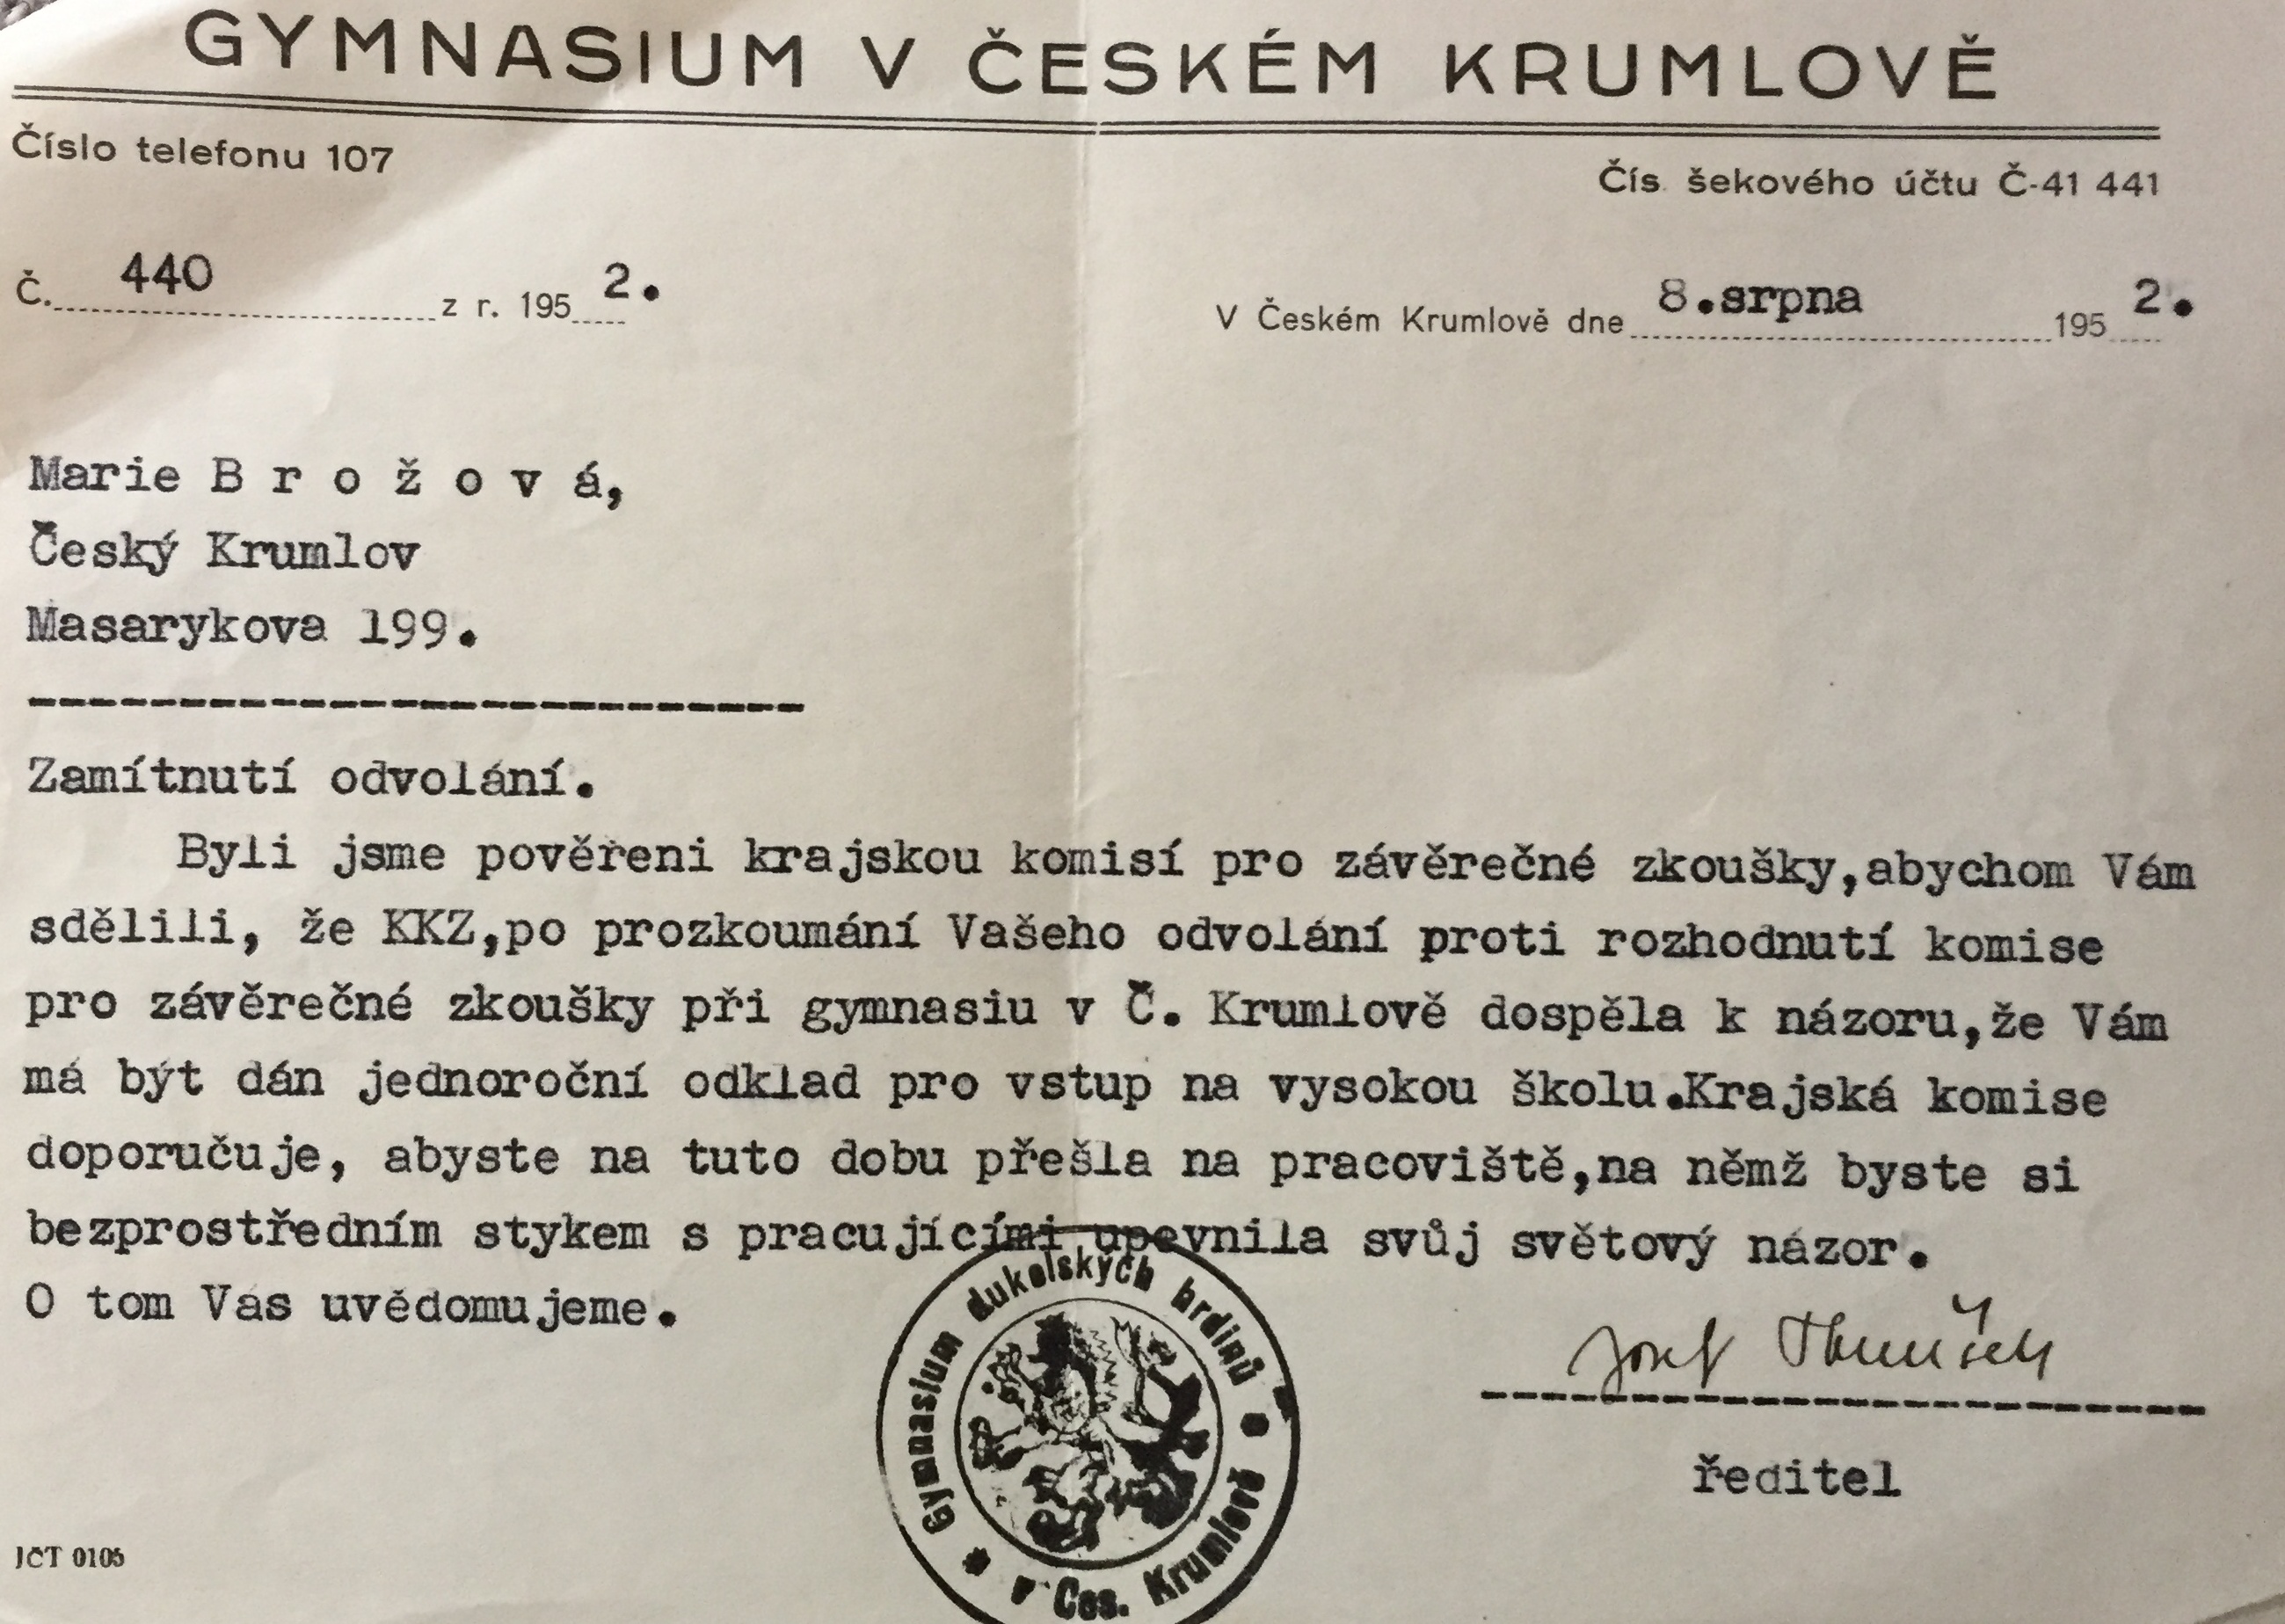 GYMNASIUM V ČESKÉM KRUMLOVĚ
Číslo telefonu 107
Čís. šekového účtu Č-41 441
Č. 440 z r. 195 2.
V Českém Krumlově dne 8.srpna 195 2.
Marie B r o ž o v á,
Český Krumlov
Masarykova 199.
Zamítnutí odvolání.
Byli jsme pověřeni krajskou komisí pro závěrečné zkoušky,abychom Vám
sdělili, že KKZ,po prozkoumání Vašeho odvolání proti rozhodnutí komise
pro závěrečné zkoušky při gymnasiu v Č. Krumlově dospěla k názoru,že Vám
má být dán jednoroční odklad pro vstup na vysokou školu.Krajská komise
doporučuje, abyste na tuto dobu přešla na pracoviště,na němž byste si
bezprostředním stykem s pracujícími upevnila svůj světový názor.
O tom Vás uvědomujeme.
Gymnasium dukelských hrdinů
v Čes. Krumlově
Josef
ředitel
JČT 0105